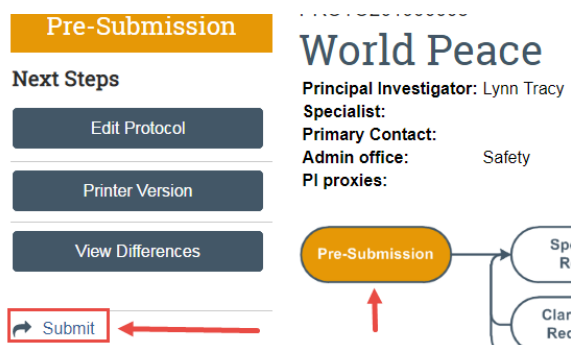 Pre-Submission
Next Steps
Edit Protocol
Printer Version
View Differences
Submit
World Peace
Principal Investigator: Lynn Tracy
Specialist:
Primary Contact:
Admin office: Safety
PI proxies:
Pre-Submission